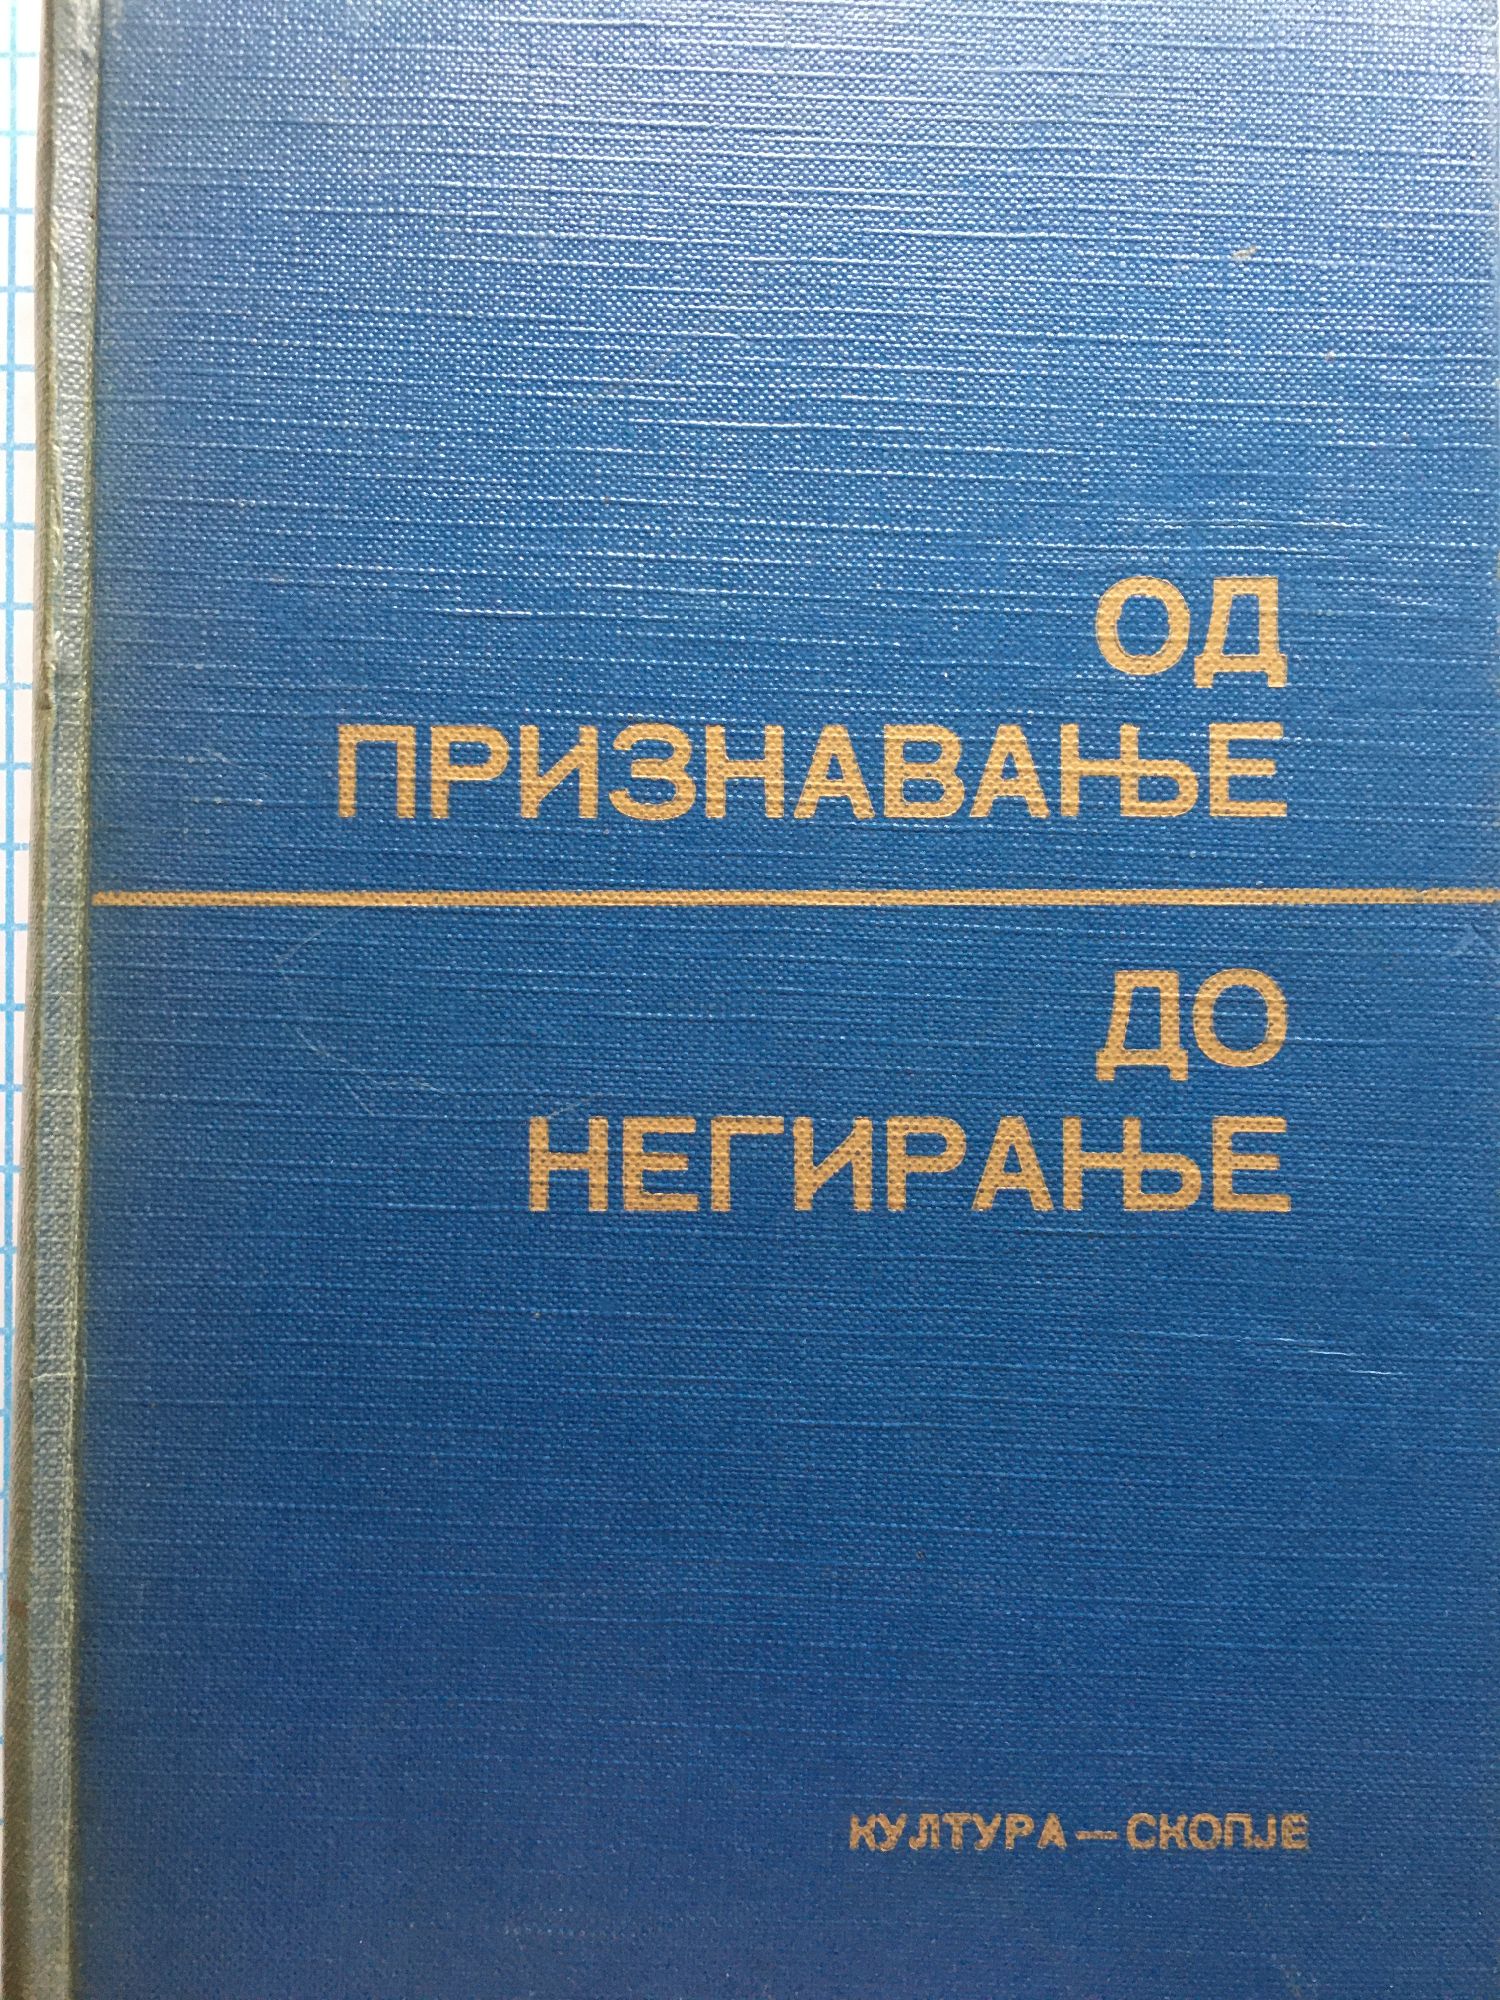 ОД
ПРИЗНАВАЊЕ
ДО
НЕГИРАЊЕ
КУЛТУРА — СКОПЈЕ